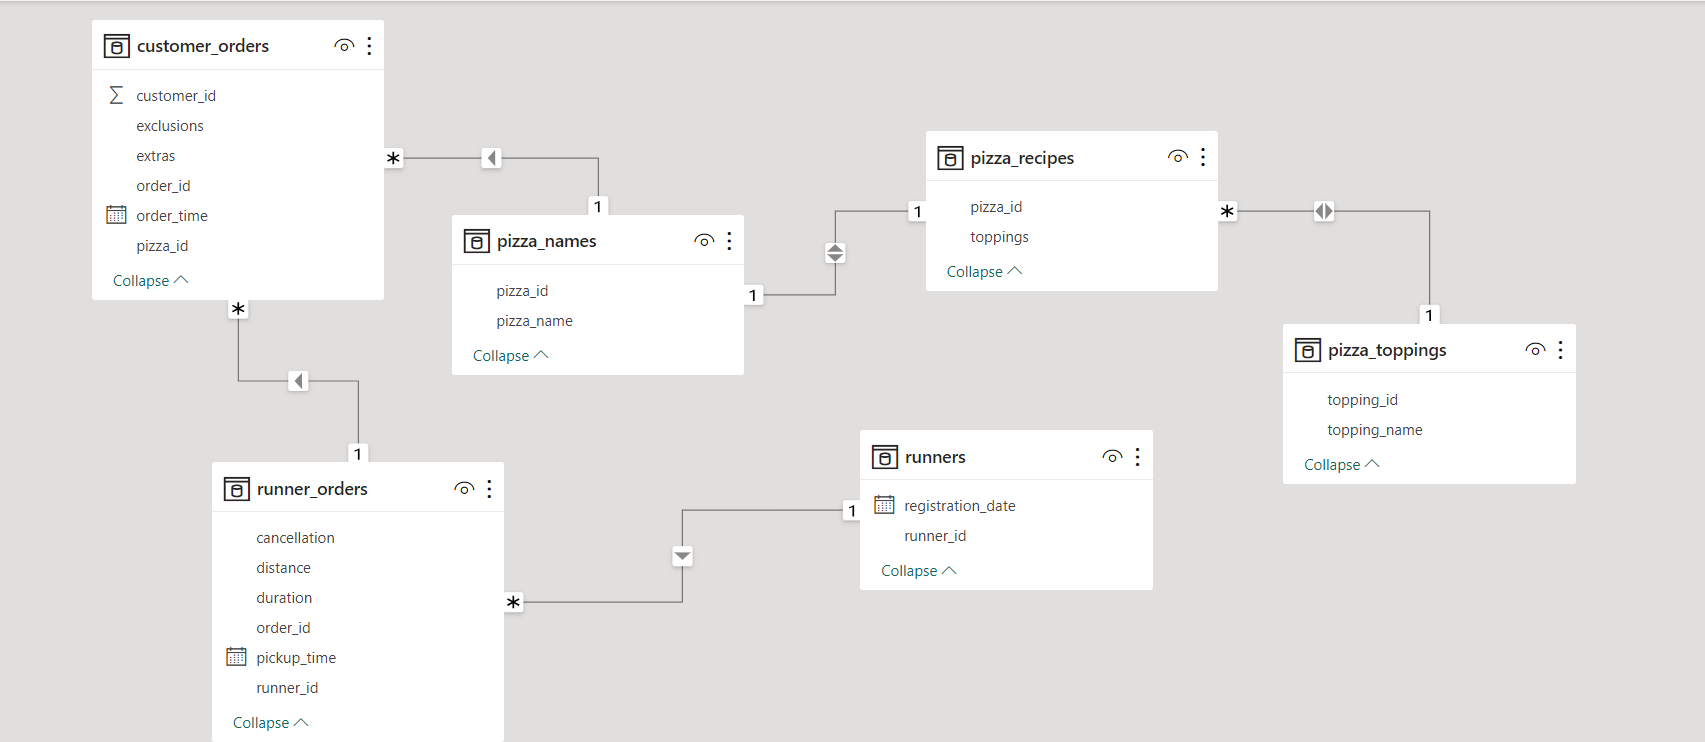 customer_orders
customer_id
exclusions
extras
order_id
order_time
pizza_id
Collapse
*
1
pizza_names
pizza_id
pizza_name
Collapse
1
1
pizza_recipes
pizza_id
toppings
Collapse
*
1
pizza_toppings
topping_id
topping_name
Collapse
*
1
runner_orders
cancellation
distance
duration
order_id
pickup_time
runner_id
Collapse
*
1
runners
registration_date
runner_id
Collapse